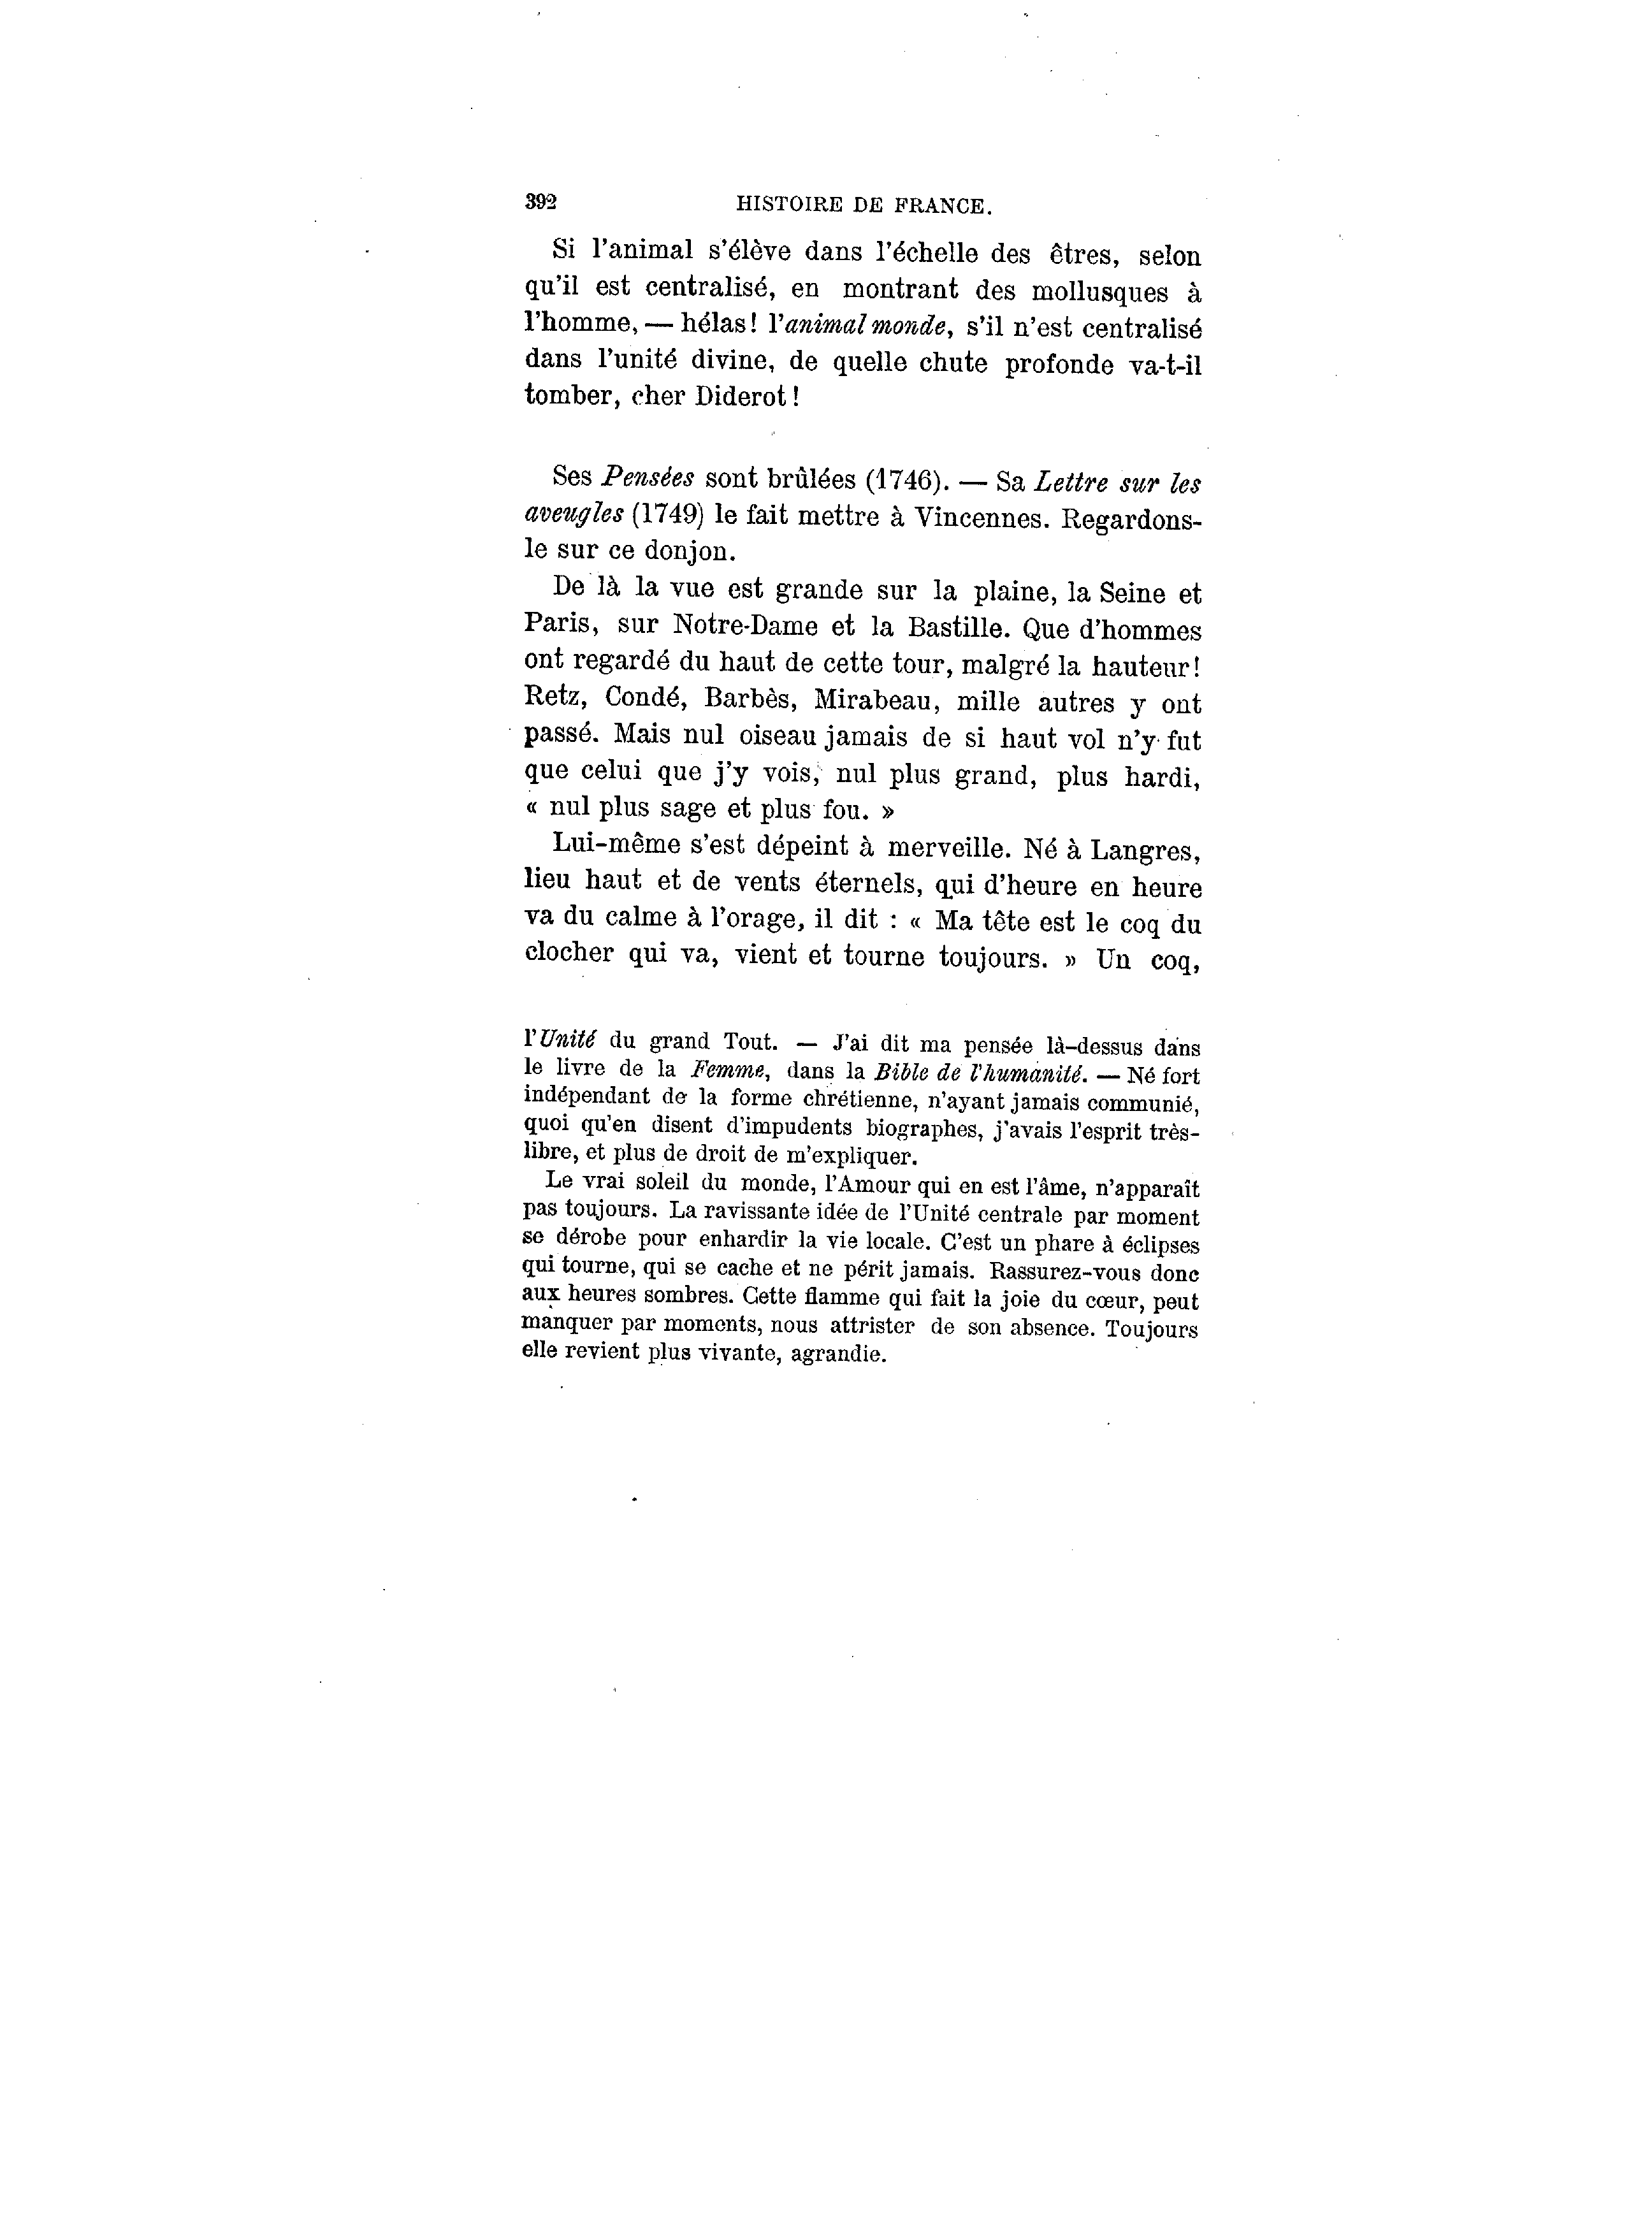 392 HISTOIRE DE FRANCE.
Si l'animal s'élève dans l'échelle des êtres, selon
qu'il est centralisé, en montrant des mollusques à
l'homme, — hélas! l'animal monde, s'il n'est centralisé
dans l'unité divine, de quelle chute profonde va-t-il
tomber, cher Diderot!
Ses Pensées sont brûlées (1746). — Sa Lettre sur les
aveugles (1749) le fait mettre à Vincennes. Regardons-
le sur ce donjon.
De là la vue est grande sur la plaine, la Seine et
Paris, sur Notre-Dame et la Bastille. Que d'hommes
ont regardé du haut de cette tour, malgré la hauteur!
Retz, Condé, Barbès, Mirabeau, mille autres y ont
passé. Mais nul oiseau jamais de si haut vol n'y fut
que celui que j'y vois, nul plus grand, plus hardi,
« nul plus sage et plus fou. »
Lui-même s'est dépeint à merveille. Né à Langres,
lieu haut et de vents éternels, qui d'heure en heure
va du calme à l'orage, il dit : « Ma tête est le coq du
clocher qui va, vient et tourne toujours. » Un coq,
l'Unité du grand Tout. — J'ai dit ma pensée là-dessus dans
le livre de la Femme, dans la Bible de l'humanité. — Né fort
indépendant de la forme chrétienne, n'ayant jamais communié,
quoi qu'en disent d'impudents biographes, j'avais l'esprit très-
libre, et plus de droit de m'expliquer.
Le vrai soleil du monde, l'Amour qui en est l'âme, n'apparaît
pas toujours. La ravissante idée de l'Unité centrale par moment
se dérobe pour enhardir la vie locale. C'est un phare à éclipses
qui tourne, qui se cache et ne périt jamais. Rassurez-vous donc
aux heures sombres. Cette flamme qui fait la joie du cœur, peut
manquer par moments, nous attrister de son absence. Toujours
elle revient plus vivante, agrandie.